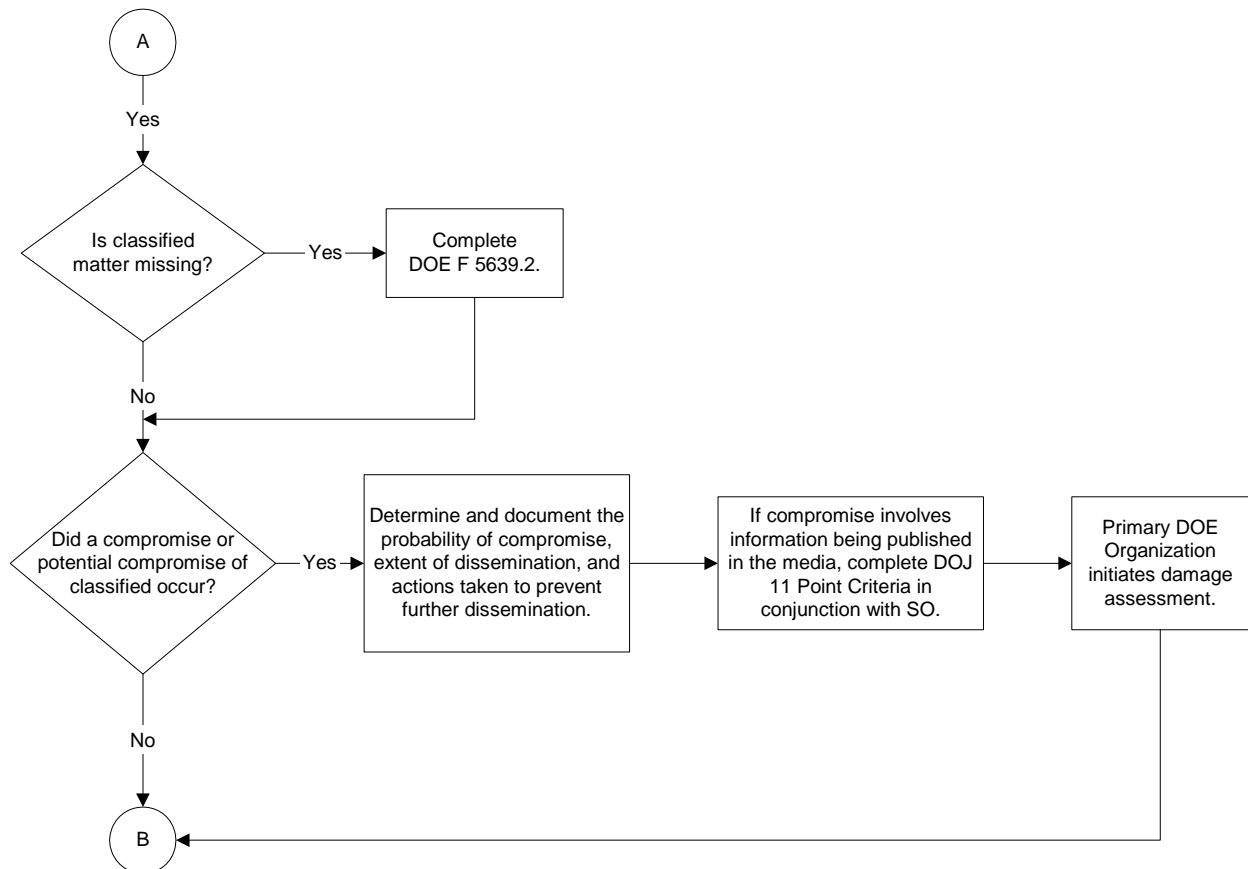 A
Yes
Is classified
matter missing?
Yes
Complete
DOE F 5639.2.
No
Did a compromise or
potential compromise of
classified occur?
Yes
Determine and document the
probability of compromise,
extent of dissemination, and
actions taken to prevent
further dissemination.
If compromise involves
information being published
in the media, complete DOJ
11 Point Criteria in
conjunction with SO.
Primary DOE
Organization
initiates damage
assessment.
No
B